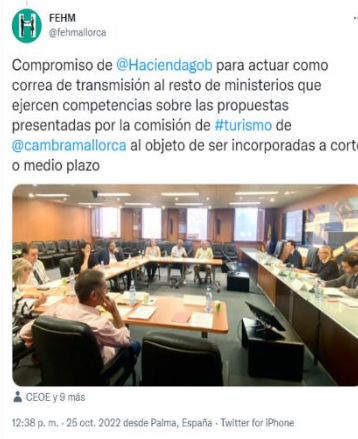 FEHM
@fehmallorca
Compromiso de @Haciendagob para actuar como
correa de transmisión al resto de ministerios que
ejercen competencias sobre las propuestas
presentadas por la comisión de #turismo de
@cambramallorca al objeto de ser incorporadas a corto
o medio plazo
CEOE y 9 más
12:38 p. m. · 25 oct. 2022 desde Palma, España · Twitter for iPhone